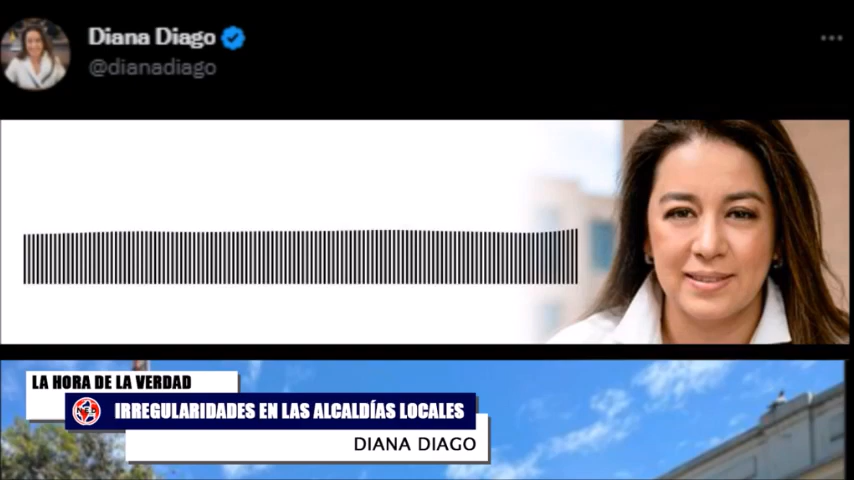 Diana Diago
@dianadiago
LA HORA DE LA VERDAD
IRREGULARIDADES EN LAS ALCALDÍAS LOCALES
DIANA DIAGO